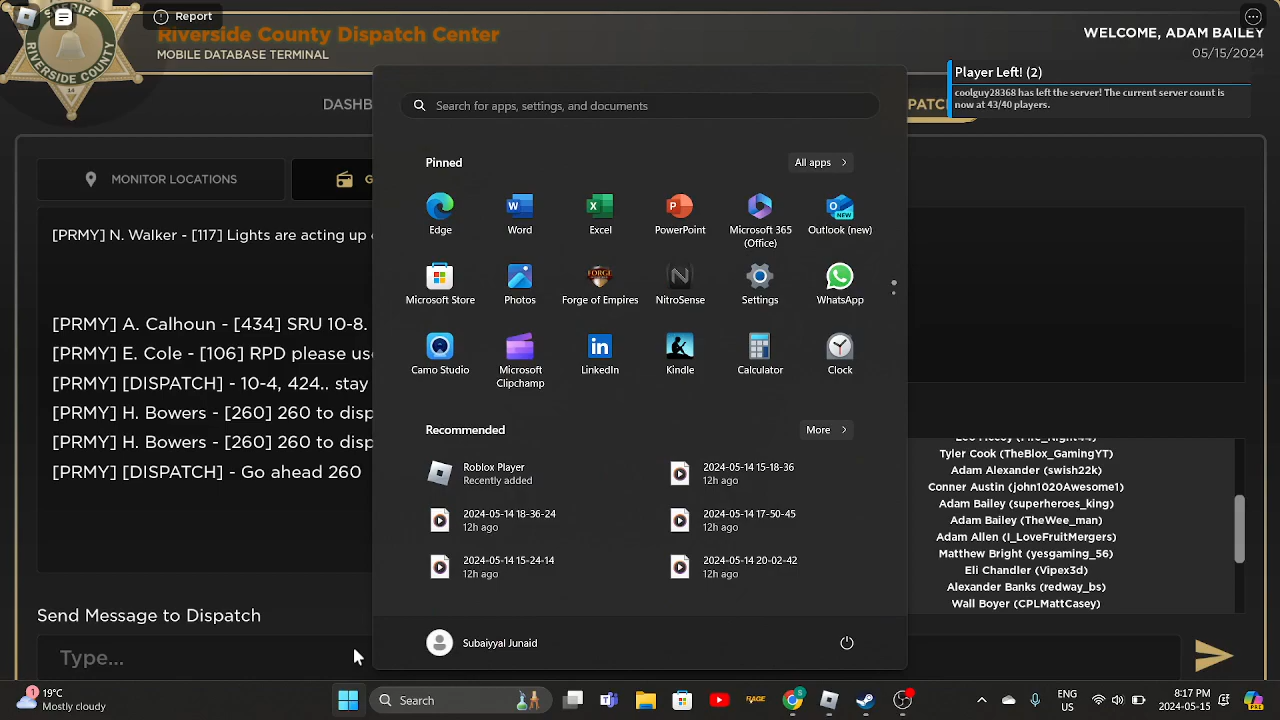 Report
Riverside County Dispatch Center
MOBILE DATABASE TERMINAL
SHERIFF
RIVERSIDE
COUNTY
WELCOME, ADAM BAILEY
05/15/2024
Player Left! (2)
coolguy28368 has left the server! The current server count is
now at 43/40 players.
DASHB
PATC
MONITOR LOCATIONS
G
[PRMY] N. Walker - [117] Lights are acting up
[PRMY] A. Calhoun - [434] SRU 10-8.
[PRMY] E. Cole - [106] RPD please us
[PRMY] [DISPATCH] - 10-4, 424.. stay
[PRMY] H. Bowers - [260] 260 to disp
[PRMY] H. Bowers - [260] 260 to disp
[PRMY] [DISPATCH] - Go ahead 260
Send Message to Dispatch
Type...
Search for apps, settings, and documents
Pinned
All apps
Edge
Word
Excel
PowerPoint
Microsoft 365
(Office)
Outlook (new)
Microsoft Store
Photos
Forge of Empires
NitroSense
Settings
WhatsApp
Camo Studio
Microsoft
Clipchamp
LinkedIn
Kindle
Calculator
Clock
Recommended
More
Roblox Player
Recently added
2024-05-14 15-18-36
12h ago
2024-05-14 18-36-24
12h ago
2024-05-14 17-50-45
12h ago
2024-05-14 15-24-14
12h ago
2024-05-14 20-02-42
12h ago
Subaiyyal Junaid
Tyler Cook (TheBlox_GamingYT)
Adam Alexander (swish22k)
Conner Austin (john1020Awesome1)
Adam Bailey (superheroes_king)
Adam Bailey (TheWee_man)
Adam Allen (I_LoveFruitMergers)
Matthew Bright (yesgaming_56)
Eli Chandler (Vipex3d)
Alexander Banks (redway_bs)
Wall Boyer (CPLMattCasey)
1
19°C
Mostly cloudy
Search
RAGE
S
ENG
US
8:17 PM
2024-05-15